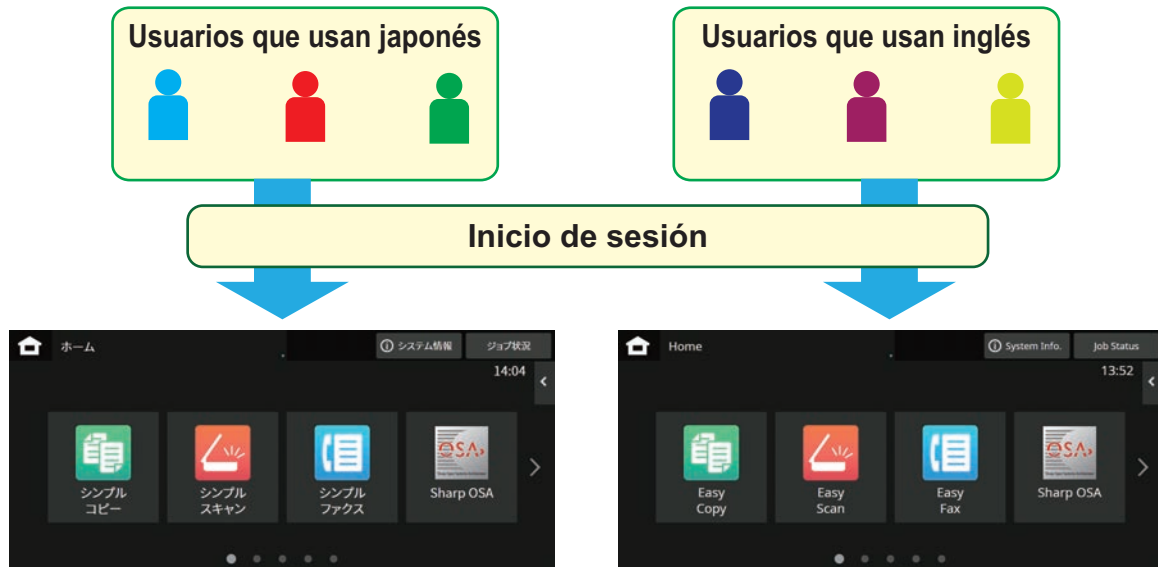 Usuarios que usan japonés
Usuarios que usan inglés
Inicio de sesión
ホーム
システム情報
ジョブ状況
14:04
シンプル
コピー
シンプル
スキャン
シンプル
ファクス
OSA
Sharp OSA
Home
System Info.
Job Status
13:52
Easy
Copy
Easy
Scan
Easy
Fax
OSA
Sharp OSA